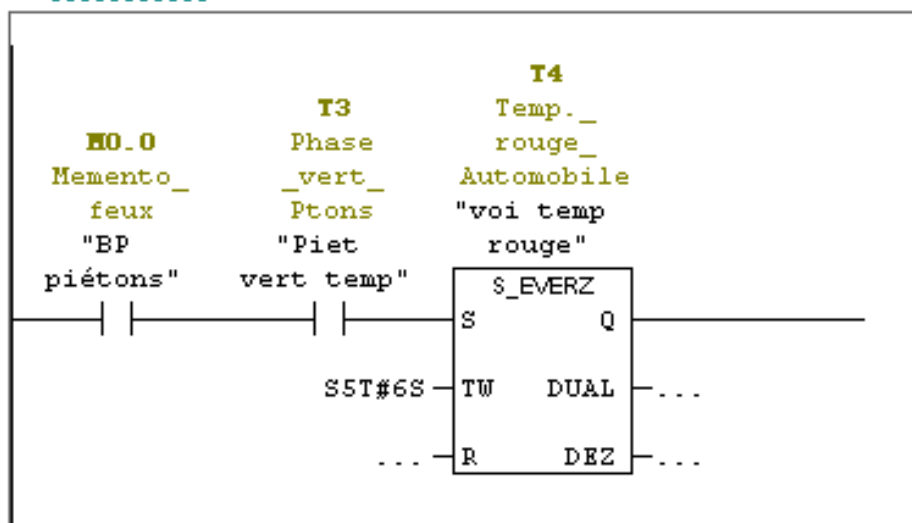 T4
T3
Temp._
M0.0
Phase
rouge_
Memento_
_vert_
Automobile
feux
Ptons
"voi temp
"BP
"Piet
rouge"
piétons"
vert temp"
S_EVERZ
S
Q
S5T#6S
TW
DUAL
...
...
R
DEZ
...